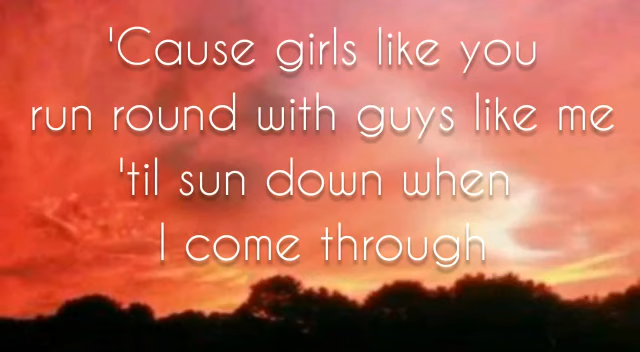 'Cause girls like you
run round with guys like me
'til sun down when
I come through